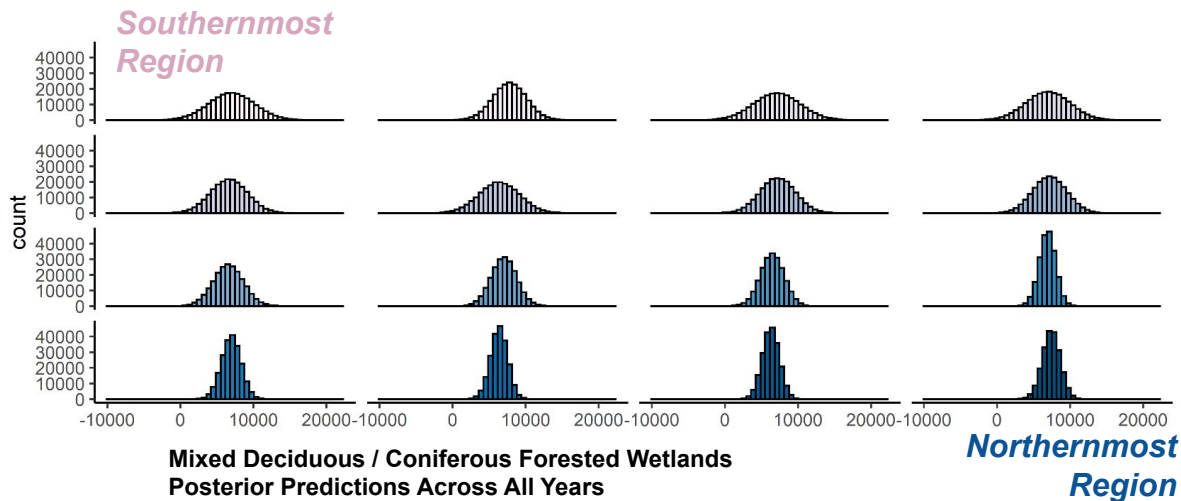 Southernmost
Region
40000
30000
20000
10000
0
40000
30000
20000
10000
0
count
40000
30000
20000
10000
0
40000
30000
20000
10000
0
-10000 0 10000 20000 -10000 0 10000 20000 -10000 0 10000 20000 -10000 0 10000 20000
Mixed Deciduous / Coniferous Forested Wetlands
Posterior Predictions Across All Years
Northernmost
Region